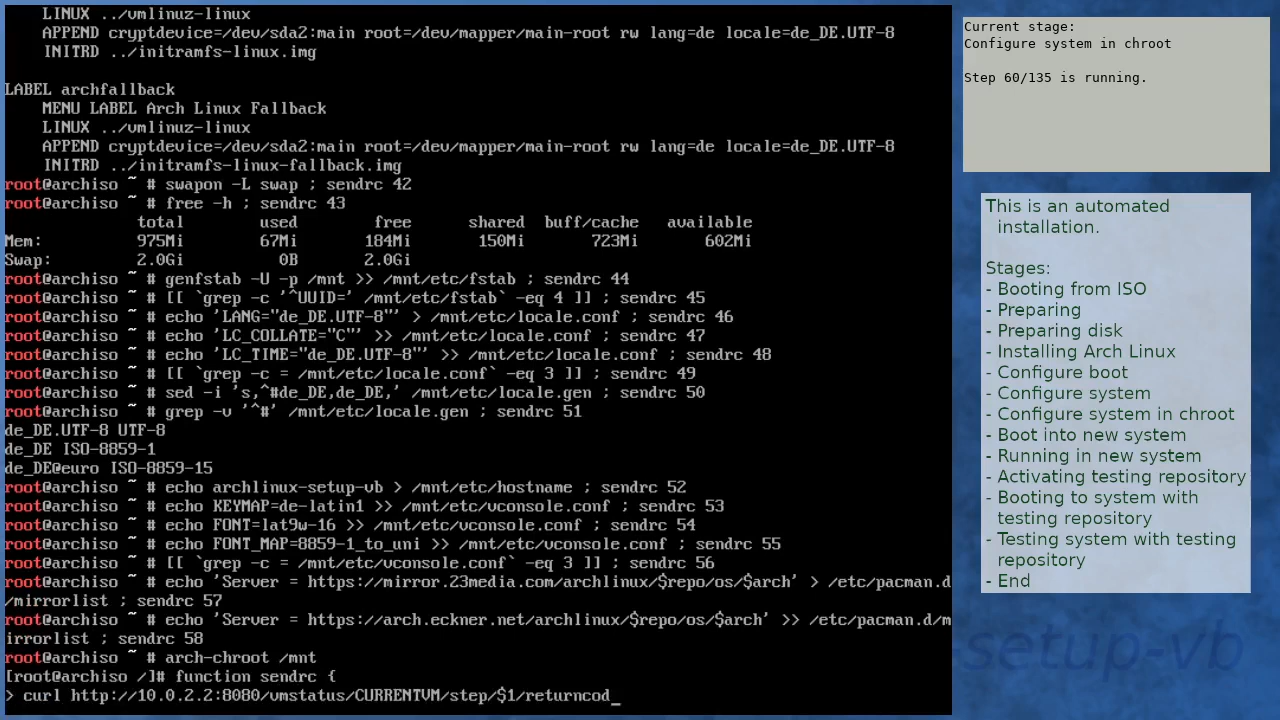 LINUX ../vmlinuz-linux
APPEND cryptdevice=/dev/sda2:main root=/dev/mapper/main-root rw lang=de locale=de_DE.UTF-8
INITRD ../initramfs-linux.img
LABEL archfallback
MENU LABEL Arch Linux Fallback
LINUX ../vmlinuz-linux
APPEND cryptdevice=/dev/sda2:main root=/dev/mapper/main-root rw lang=de locale=de_DE.UTF-8
INITRD ../initramfs-linux-fallback.img
root@archiso ~ # swapon -L swap ; sendrc 42
root@archiso ~ # free -h ; sendrc 43
total used free shared buff/cache available
Mem: 975Mi 67Mi 184Mi 150Mi 723Mi 602Mi
Swap: 2.0Gi 0B 2.0Gi
root@archiso ~ # genfstab -U -p /mnt >> /mnt/etc/fstab ; sendrc 44
root@archiso ~ # [[ `grep -c '^UUID=' /mnt/etc/fstab` -eq 4 ]] ; sendrc 45
root@archiso ~ # echo 'LANG="de_DE.UTF-8"' > /mnt/etc/locale.conf ; sendrc 46
root@archiso ~ # echo 'LC_COLLATE="C"' >> /mnt/etc/locale.conf ; sendrc 47
root@archiso ~ # echo 'LC_TIME="de_DE.UTF-8"' >> /mnt/etc/locale.conf ; sendrc 48
root@archiso ~ # [[ `grep -c = /mnt/etc/locale.conf` -eq 3 ]] ; sendrc 49
root@archiso ~ # sed -i 's,^#de_DE,de_DE,' /mnt/etc/locale.gen ; sendrc 50
root@archiso ~ # grep -v '^#' /mnt/etc/locale.gen ; sendrc 51
de_DE.UTF-8 UTF-8
de_DE ISO-8859-1
de_DE@euro ISO-8859-15
root@archiso ~ # echo archlinux-setup-vb > /mnt/etc/hostname ; sendrc 52
root@archiso ~ # echo KEYMAP=de-latin1 >> /mnt/etc/vconsole.conf ; sendrc 53
root@archiso ~ # echo FONT=lat9w-16 >> /mnt/etc/vconsole.conf ; sendrc 54
root@archiso ~ # echo FONT_MAP=8859-1_to_uni >> /mnt/etc/vconsole.conf ; sendrc 55
root@archiso ~ # [[ `grep -c = /mnt/etc/vconsole.conf` -eq 3 ]] ; sendrc 56
root@archiso ~ # echo 'Server = https://mirror.23media.com/archlinux/$repo/os/$arch' > /etc/pacman.d
/mirrorlist ; sendrc 57
root@archiso ~ # echo 'Server = https://arch.eckner.net/archlinux/$repo/os/$arch' >> /etc/pacman.d/m
irrorlist ; sendrc 58
root@archiso ~ # arch-chroot /mnt
[root@archiso /]# function sendrc {
> curl http://10.0.2.2:8080/vmstatus/CURRENTVM/step/$1/returncod_
Current stage:
Configure system in chroot
Step 60/135 is running.
This is an automated
installation.
Stages:
- Booting from ISO
- Preparing
- Preparing disk
- Installing Arch Linux
- Configure boot
- Configure system
- Configure system in chroot
- Boot into new system
- Running in new system
- Activating testing repository
- Booting to system with
testing repository
- Testing system with testing
repository
- End
-setup-vb